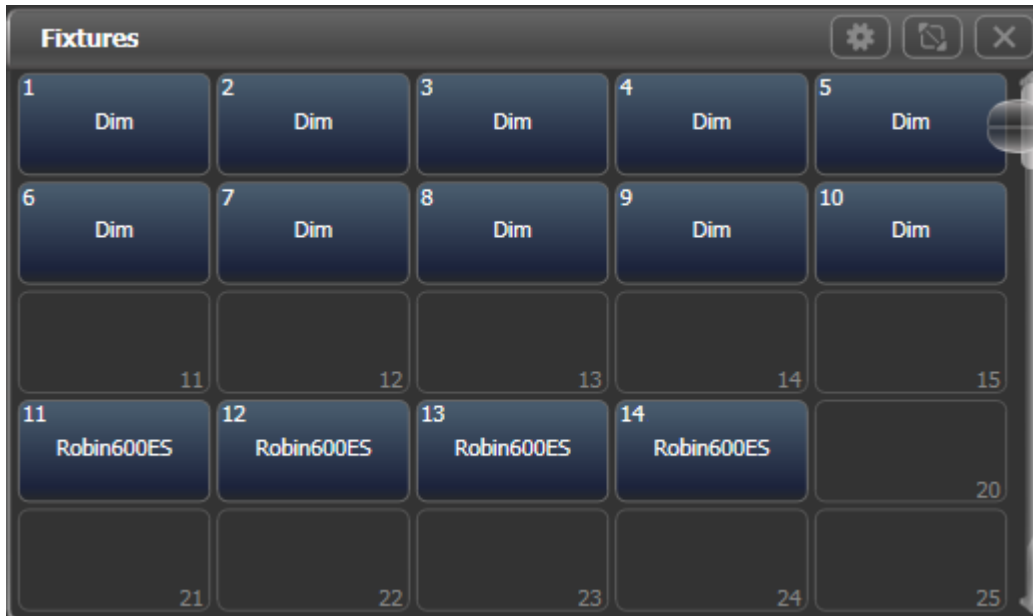 Fixtures
1 2 3 4 5
Dim Dim Dim Dim Dim
6 7 8 9 10
Dim Dim Dim Dim Dim
11 12 13 14 15
11 12 13 14
Robin600ES Robin600ES Robin600ES Robin600ES
20
21 22 23 24 25